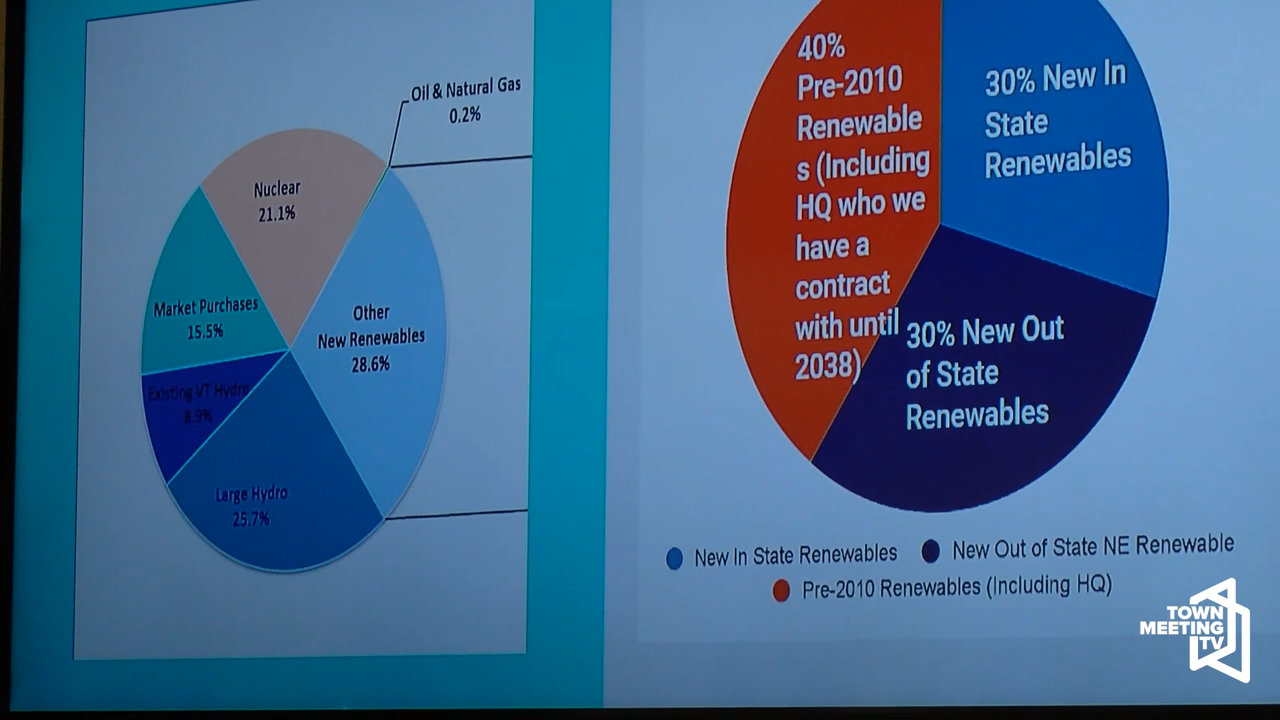 Oil & Natural Gas
0.2%
Nuclear
21.1%
Market Purchases
15.5%
Other
New Renewables
28.6%
Existing VT Hydro
8.9%
Large Hydro
25.7%
40%
Pre-2010
Renewable
s (Including
HQ who we
have a
contract
with until
2038)
30% New In
State
Renewables
30% New Out
of State
Renewables
New In State Renewables
New Out of State NE Renewable
Pre-2010 Renewables (Including HQ)
TOWN
MEETING
TV